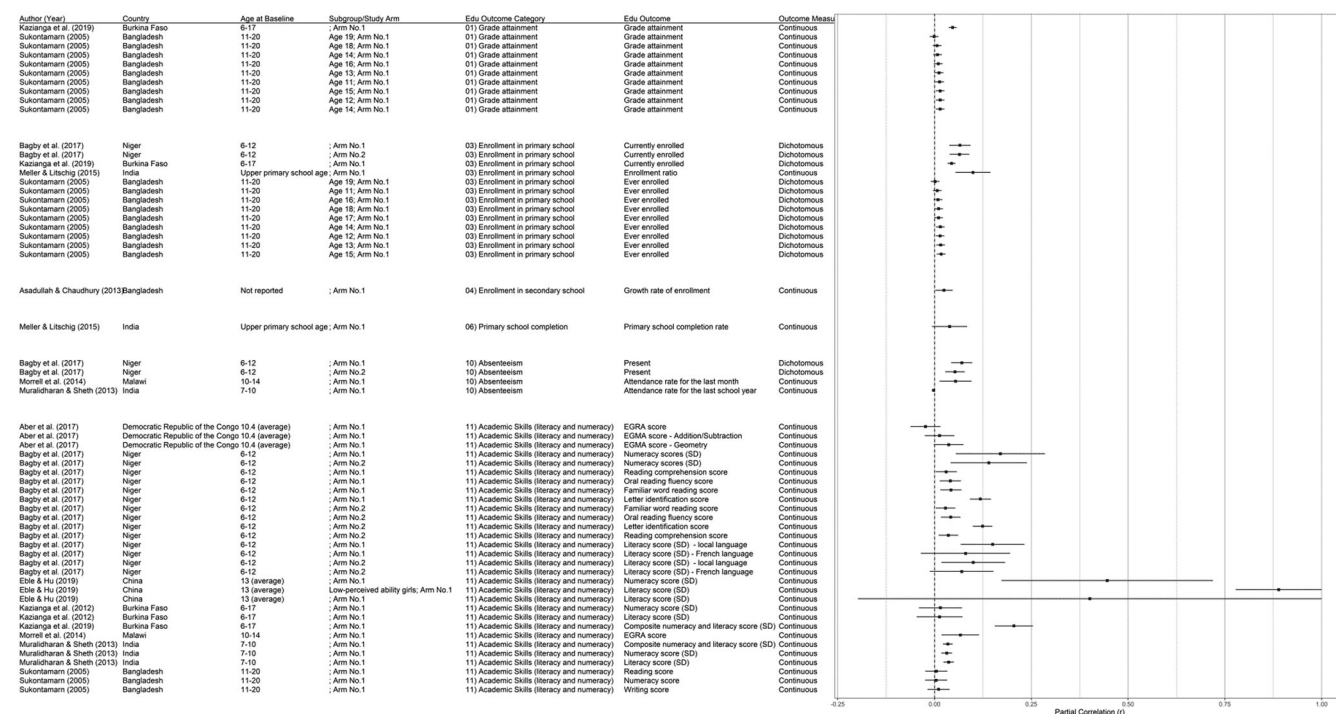 Author (Year) Country Age at Baseline Subgroup/Study Arm Edu Outcome Category Edu Outcome Outcome Measu
Kazianga et al. (2019) Burkina Faso 6-17 ; Arm No.1 01) Grade attainment Grade attainment Continuous
Sukontamarn (2005) Bangladesh 11-20 Age 19; Arm No.1 01) Grade attainment Grade attainment Continuous
Sukontamarn (2005) Bangladesh 11-20 Age 18; Arm No.1 01) Grade attainment Grade attainment Continuous
Sukontamarn (2005) Bangladesh 11-20 Age 14; Arm No.1 01) Grade attainment Grade attainment Continuous
Sukontamarn (2005) Bangladesh 11-20 Age 16; Arm No.1 01) Grade attainment Grade attainment Continuous
Sukontamarn (2005) Bangladesh 11-20 Age 13; Arm No.1 01) Grade attainment Grade attainment Continuous
Sukontamarn (2005) Bangladesh 11-20 Age 11; Arm No.1 01) Grade attainment Grade attainment Continuous
Sukontamarn (2005) Bangladesh 11-20 Age 15; Arm No.1 01) Grade attainment Grade attainment Continuous
Sukontamarn (2005) Bangladesh 11-20 Age 12; Arm No.1 01) Grade attainment Grade attainment Continuous
Sukontamarn (2005) Bangladesh 11-20 Age 14; Arm No.1 01) Grade attainment Grade attainment Continuous
Bagby et al. (2017) Niger 6-12 ; Arm No.1 03) Enrollment in primary school Currently enrolled Dichotomous
Bagby et al. (2017) Niger 6-12 ; Arm No.2 03) Enrollment in primary school Currently enrolled Dichotomous
Kazianga et al. (2019) Burkina Faso 6-17 ; Arm No.1 03) Enrollment in primary school Currently enrolled Dichotomous
Meller & Litschig (2015) India Upper primary school age ; Arm No.1 03) Enrollment in primary school Enrollment ratio Continuous
Sukontamarn (2005) Bangladesh 11-20 Age 19; Arm No.1 03) Enrollment in primary school Ever enrolled Dichotomous
Sukontamarn (2005) Bangladesh 11-20 Age 11; Arm No.1 03) Enrollment in primary school Ever enrolled Dichotomous
Sukontamarn (2005) Bangladesh 11-20 Age 16; Arm No.1 03) Enrollment in primary school Ever enrolled Dichotomous
Sukontamarn (2005) Bangladesh 11-20 Age 18; Arm No.1 03) Enrollment in primary school Ever enrolled Dichotomous
Sukontamarn (2005) Bangladesh 11-20 Age 17; Arm No.1 03) Enrollment in primary school Ever enrolled Dichotomous
Sukontamarn (2005) Bangladesh 11-20 Age 14; Arm No.1 03) Enrollment in primary school Ever enrolled Dichotomous
Sukontamarn (2005) Bangladesh 11-20 Age 12; Arm No.1 03) Enrollment in primary school Ever enrolled Dichotomous
Sukontamarn (2005) Bangladesh 11-20 Age 13; Arm No.1 03) Enrollment in primary school Ever enrolled Dichotomous
Sukontamarn (2005) Bangladesh 11-20 Age 15; Arm No.1 03) Enrollment in primary school Ever enrolled Dichotomous
Asadullah & Chaudhury (2013) Bangladesh Not reported ; Arm No.1 04) Enrollment in secondary school Growth rate of enrollment Continuous
Meller & Litschig (2015) India Upper primary school age ; Arm No.1 06) Primary school completion Primary school completion rate Continuous
Bagby et al. (2017) Niger 6-12 ; Arm No.1 10) Absenteeism Present Dichotomous
Bagby et al. (2017) Niger 6-12 ; Arm No.2 10) Absenteeism Present Dichotomous
Morrell et al. (2014) Malawi 10-14 ; Arm No.1 10) Absenteeism Attendance rate for the last month Continuous
Muralidharan & Sheth (2013) India 7-10 ; Arm No.1 10) Absenteeism Attendance rate for the last school year Continuous
Aber et al. (2017) Democratic Republic of the Congo 10.4 (average) ; Arm No.1 11) Academic Skills (literacy and numeracy) EGRA score Continuous
Aber et al. (2017) Democratic Republic of the Congo 10.4 (average) ; Arm No.1 11) Academic Skills (literacy and numeracy) EGMA score - Addition/Subtraction Continuous
Aber et al. (2017) Democratic Republic of the Congo 10.4 (average) ; Arm No.1 11) Academic Skills (literacy and numeracy) EGMA score - Geometry Continuous
Bagby et al. (2017) Niger 6-12 ; Arm No.1 11) Academic Skills (literacy and numeracy) Numeracy scores (SD) Continuous
Bagby et al. (2017) Niger 6-12 ; Arm No.2 11) Academic Skills (literacy and numeracy) Numeracy scores (SD) Continuous
Bagby et al. (2017) Niger 6-12 ; Arm No.1 11) Academic Skills (literacy and numeracy) Reading comprehension score Continuous
Bagby et al. (2017) Niger 6-12 ; Arm No.1 11) Academic Skills (literacy and numeracy) Oral reading fluency score Continuous
Bagby et al. (2017) Niger 6-12 ; Arm No.1 11) Academic Skills (literacy and numeracy) Familiar word reading score Continuous
Bagby et al. (2017) Niger 6-12 ; Arm No.1 11) Academic Skills (literacy and numeracy) Letter identification score Continuous
Bagby et al. (2017) Niger 6-12 ; Arm No.2 11) Academic Skills (literacy and numeracy) Familiar word reading score Continuous
Bagby et al. (2017) Niger 6-12 ; Arm No.2 11) Academic Skills (literacy and numeracy) Oral reading fluency score Continuous
Bagby et al. (2017) Niger 6-12 ; Arm No.2 11) Academic Skills (literacy and numeracy) Letter identification score Continuous
Bagby et al. (2017) Niger 6-12 ; Arm No.2 11) Academic Skills (literacy and numeracy) Reading comprehension score Continuous
Bagby et al. (2017) Niger 6-12 ; Arm No.1 11) Academic Skills (literacy and numeracy) Literacy score (SD) - local language Continuous
Bagby et al. (2017) Niger 6-12 ; Arm No.1 11) Academic Skills (literacy and numeracy) Literacy score (SD) - French language Continuous
Bagby et al. (2017) Niger 6-12 ; Arm No.2 11) Academic Skills (literacy and numeracy) Literacy score (SD) - local language Continuous
Bagby et al. (2017) Niger 6-12 ; Arm No.2 11) Academic Skills (literacy and numeracy) Literacy score (SD) - French language Continuous
Eble & Hu (2019) China 13 (average) ; Arm No.1 11) Academic Skills (literacy and numeracy) Numeracy score (SD) Continuous
Eble & Hu (2019) China 13 (average) Low-perceived ability girls; Arm No.1 11) Academic Skills (literacy and numeracy) Literacy score (SD) Continuous
Eble & Hu (2019) China 13 (average) ; Arm No.1 11) Academic Skills (literacy and numeracy) Literacy score (SD) Continuous
Kazianga et al. (2012) Burkina Faso 6-17 ; Arm No.1 11) Academic Skills (literacy and numeracy) Numeracy score (SD) Continuous
Kazianga et al. (2012) Burkina Faso 6-17 ; Arm No.1 11) Academic Skills (literacy and numeracy) Literacy score (SD) Continuous
Kazianga et al. (2019) Burkina Faso 6-17 ; Arm No.1 11) Academic Skills (literacy and numeracy) Composite numeracy and literacy score (SD) Continuous
Morrell et al. (2014) Malawi 10-14 ; Arm No.1 11) Academic Skills (literacy and numeracy) EGRA score Continuous
Muralidharan & Sheth (2013) India 7-10 ; Arm No.1 11) Academic Skills (literacy and numeracy) Composite numeracy and literacy score (SD) Continuous
Muralidharan & Sheth (2013) India 7-10 ; Arm No.1 11) Academic Skills (literacy and numeracy) Numeracy score (SD) Continuous
Muralidharan & Sheth (2013) India 7-10 ; Arm No.1 11) Academic Skills (literacy and numeracy) Literacy score (SD) Continuous
Sukontamarn (2005) Bangladesh 11-20 ; Arm No.1 11) Academic Skills (literacy and numeracy) Reading score Continuous
Sukontamarn (2005) Bangladesh 11-20 ; Arm No.1 11) Academic Skills (literacy and numeracy) Numeracy score Continuous
Sukontamarn (2005) Bangladesh 11-20 ; Arm No.1 11) Academic Skills (literacy and numeracy) Writing score Continuous
-0.25 0.00 0.25 0.50 0.75 1.00
Partial Correlation (r)